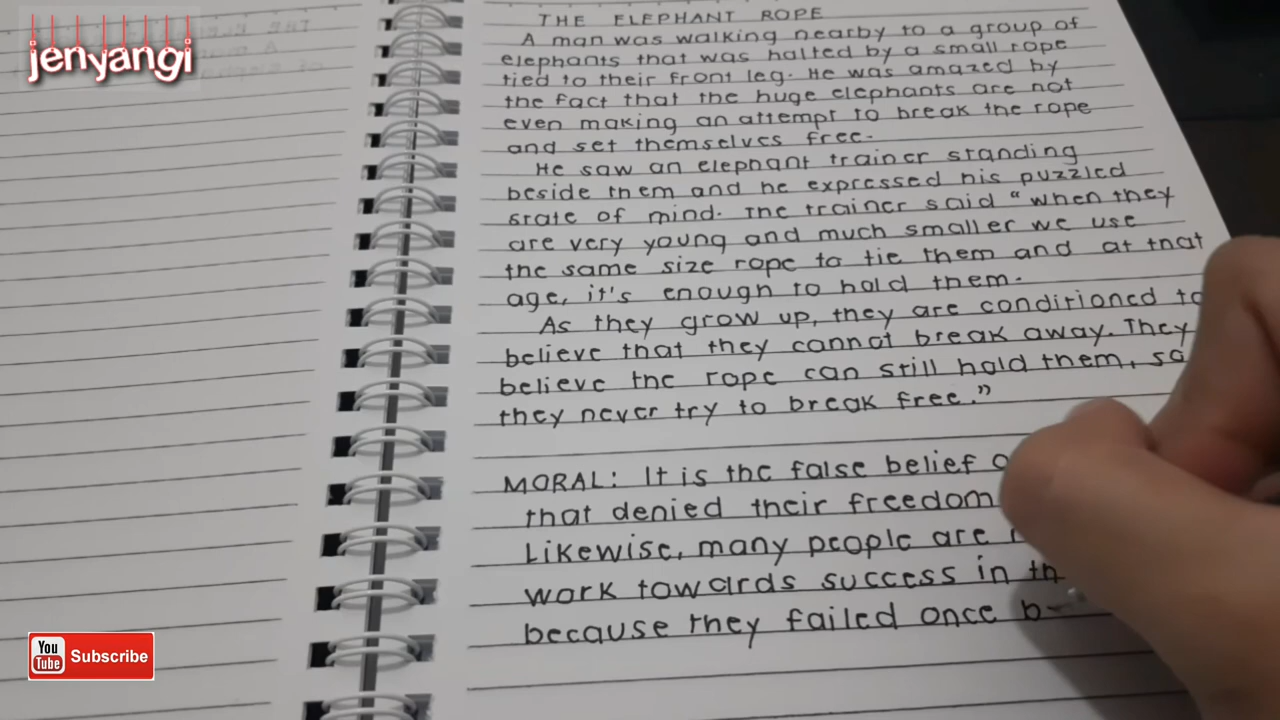 jenyangi
THE ELEPHANT ROPE
A man was walking nearby to a group of
elephants that was halted by a small rope
tied to their front leg. He was amazed by
the fact that the huge elephants are not
even making an attempt to break the rope
and set themselves free.
He saw an elephant trainer standing
beside them and he expressed his puzzled
state of mind. The trainer said "when they
are very young and much smaller we use
the same size rope to tie them and at that
age, it's enough to hold them.
As they grow up, they are conditioned to
believe that they cannot break away. They
believe the rope can still hold them, so
they never try to break free."
MORAL: It is the false belief
that denied their freedom
Likewise, many people are
work towards success in
because they failed once
You
Tube
Subscribe